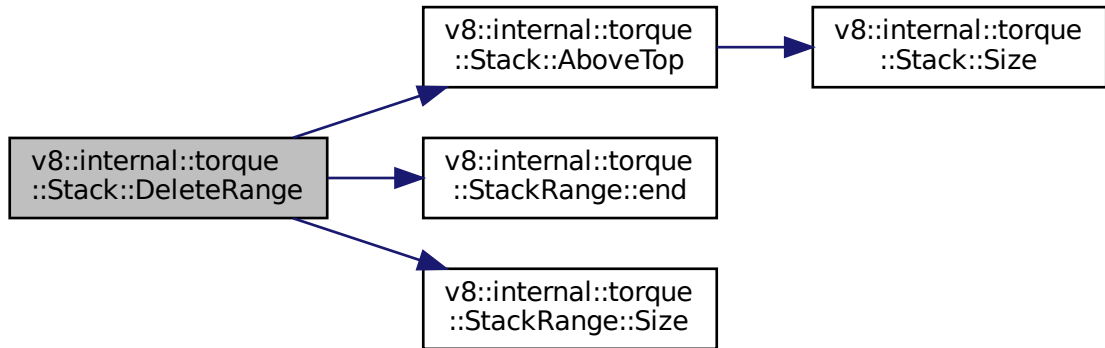 v8::internal::torque
::Stack::DeleteRange
v8::internal::torque
::Stack::AboveTop
v8::internal::torque
::Stack::Size
v8::internal::torque
::StackRange::end
v8::internal::torque
::StackRange::Size